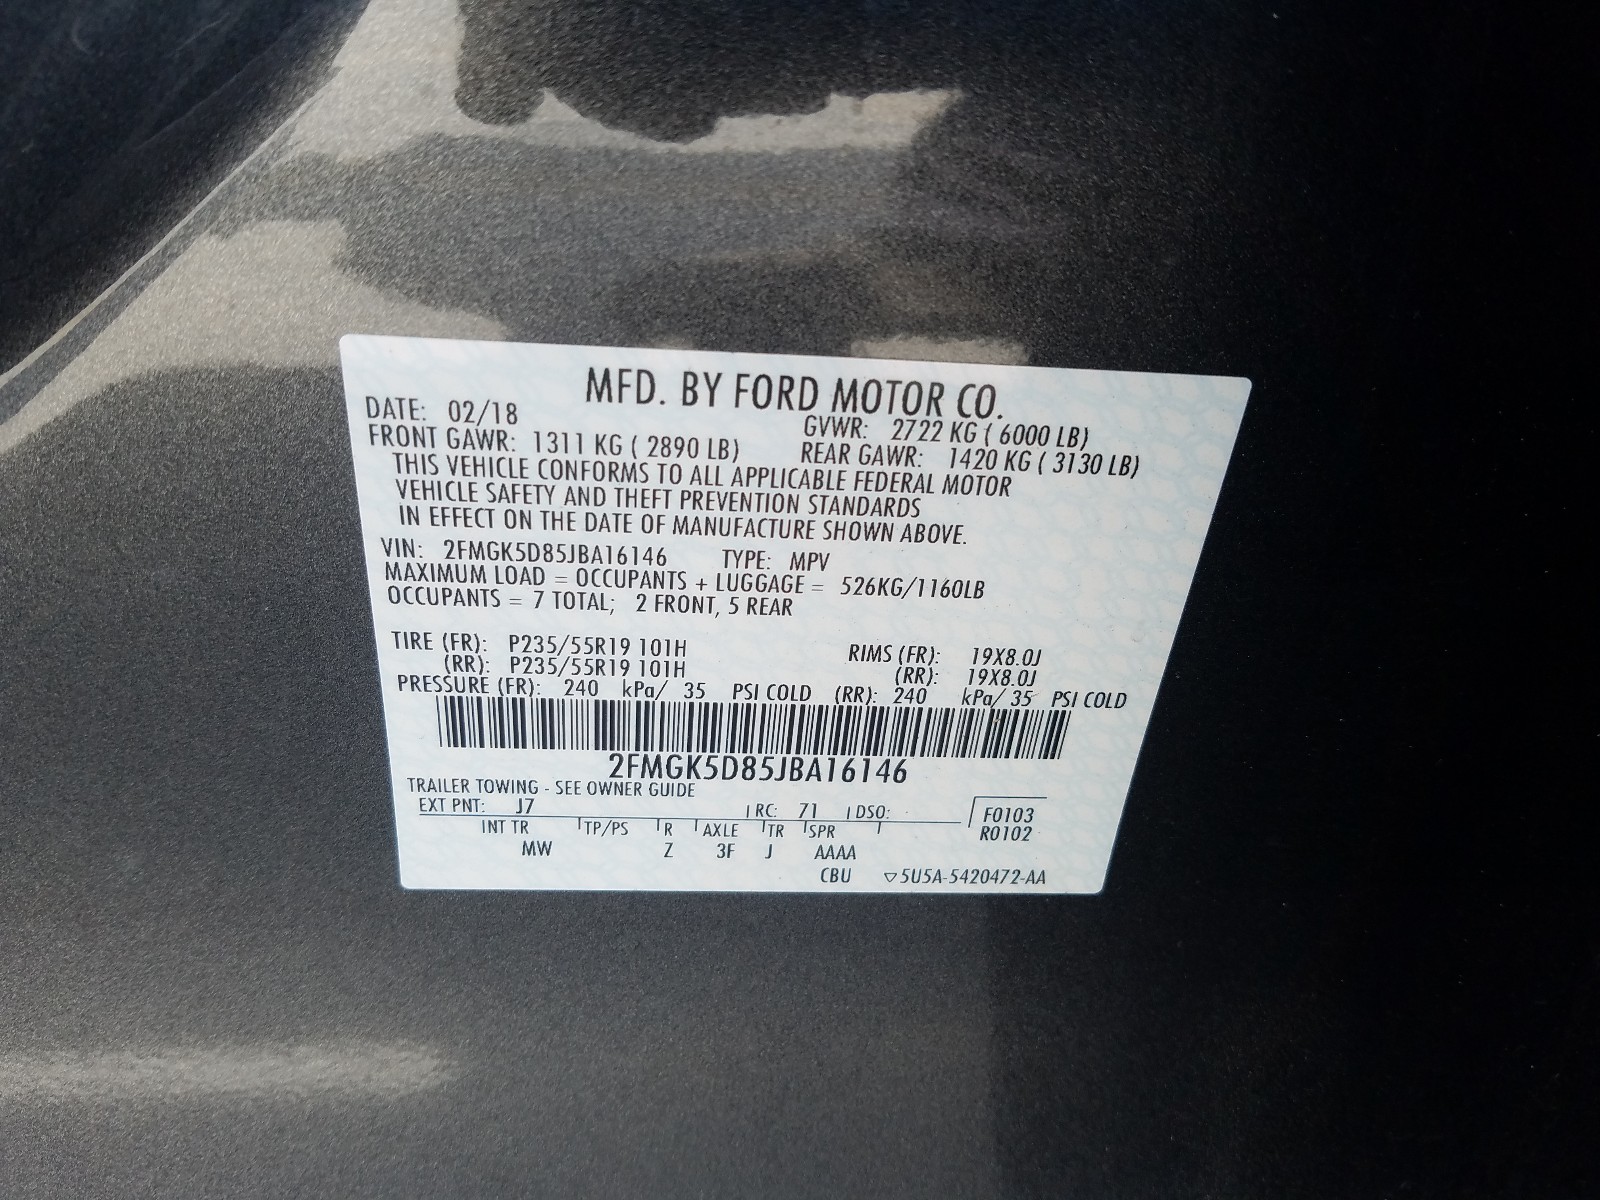 MFD. BY FORD MOTOR CO.
DATE: 02/18 GVWR: 2722 KG ( 6000 LB)
FRONT GAWR: 1311 KG ( 2890 LB) REAR GAWR: 1420 KG ( 3130 LB)
THIS VEHICLE CONFORMS TO ALL APPLICABLE FEDERAL MOTOR
VEHICLE SAFETY AND THEFT PREVENTION STANDARDS
IN EFFECT ON THE DATE OF MANUFACTURE SHOWN ABOVE.
VIN: 2FMGK5D85JBA16146 TYPE: MPV
MAXIMUM LOAD = OCCUPANTS + LUGGAGE = 526KG/1160LB
OCCUPANTS = 7 TOTAL; 2 FRONT, 5 REAR
TIRE (FR): P235/55R19 101H RIMS (FR): 19X8.0J
(RR): P235/55R19 101H (RR): 19X8.0J
PRESSURE (FR): 240 kPa/ 35 PSI COLD (RR): 240 kPa/ 35 PSI COLD
2FMGK5D85JBA16146
TRAILER TOWING - SEE OWNER GUIDE
EXT PNT: J7 RC: 71 DSO: F0103
INT TR TP/PS R AXLE TR SPR R0102
MW Z 3F J AAAA
CBU ▽5U5A-5420472-AA